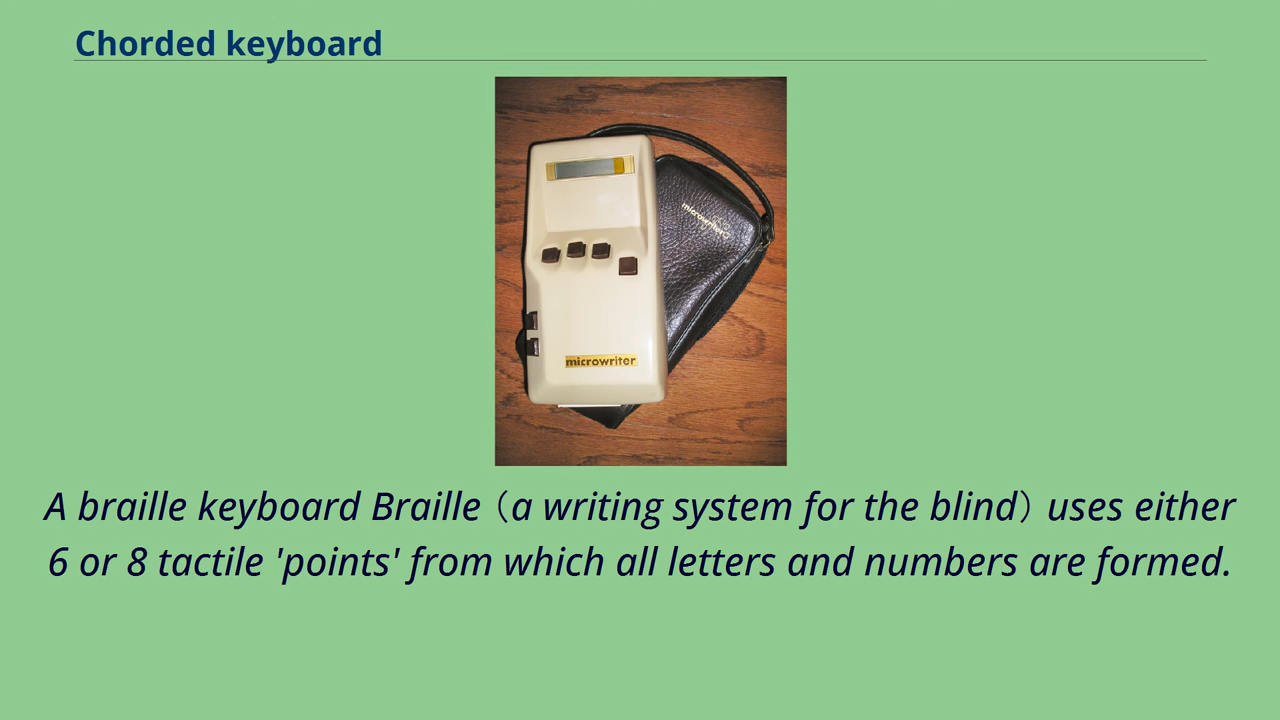 Chorded keyboard
microwriter
microwriter
A braille keyboard Braille（a writing system for the blind）uses either
6 or 8 tactile 'points' from which all letters and numbers are formed.